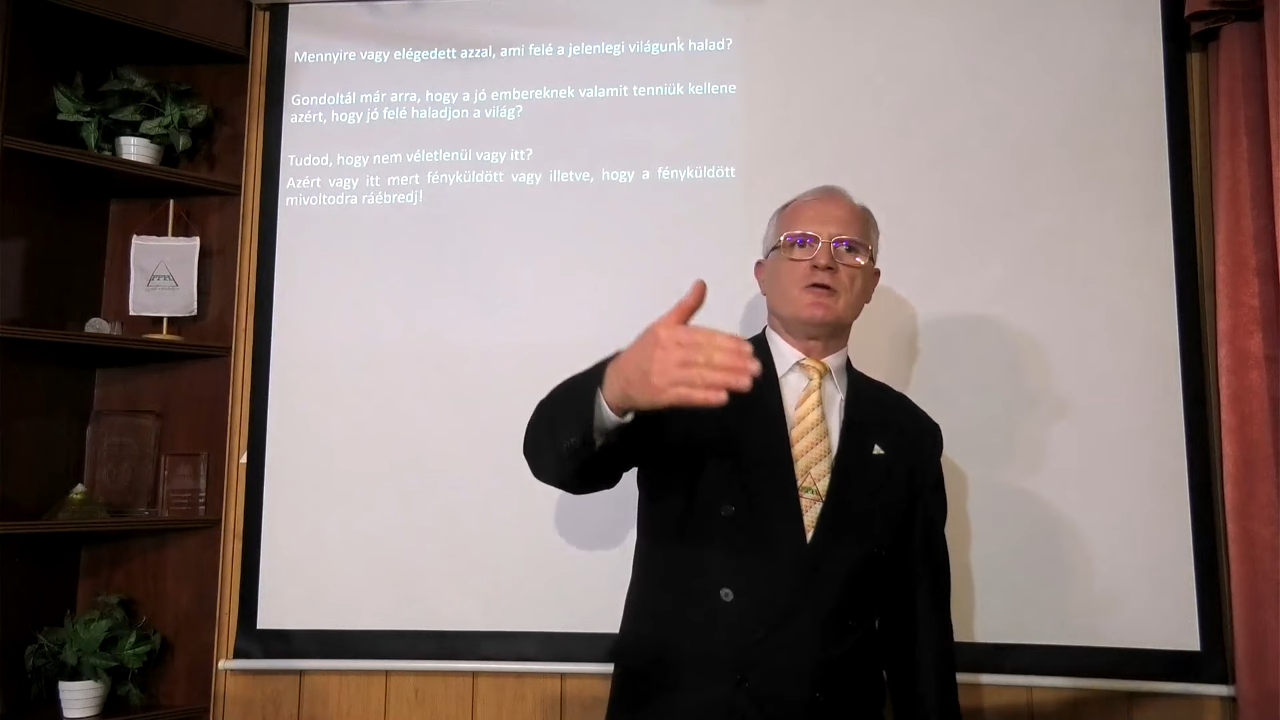 Mennyire vagy elégedett azzal, ami felé a jelenlegi világunk halad?
Gondoltál már arra, hogy a jó embereknek valamit tenniük kellene
azért, hogy jó felé haladjon a világ?
Tudod, hogy nem véletlenül vagy itt?
Azért vagy itt mert fényküldött vagy illetve, hogy a fényküldött
mivoltodra ráébredj!